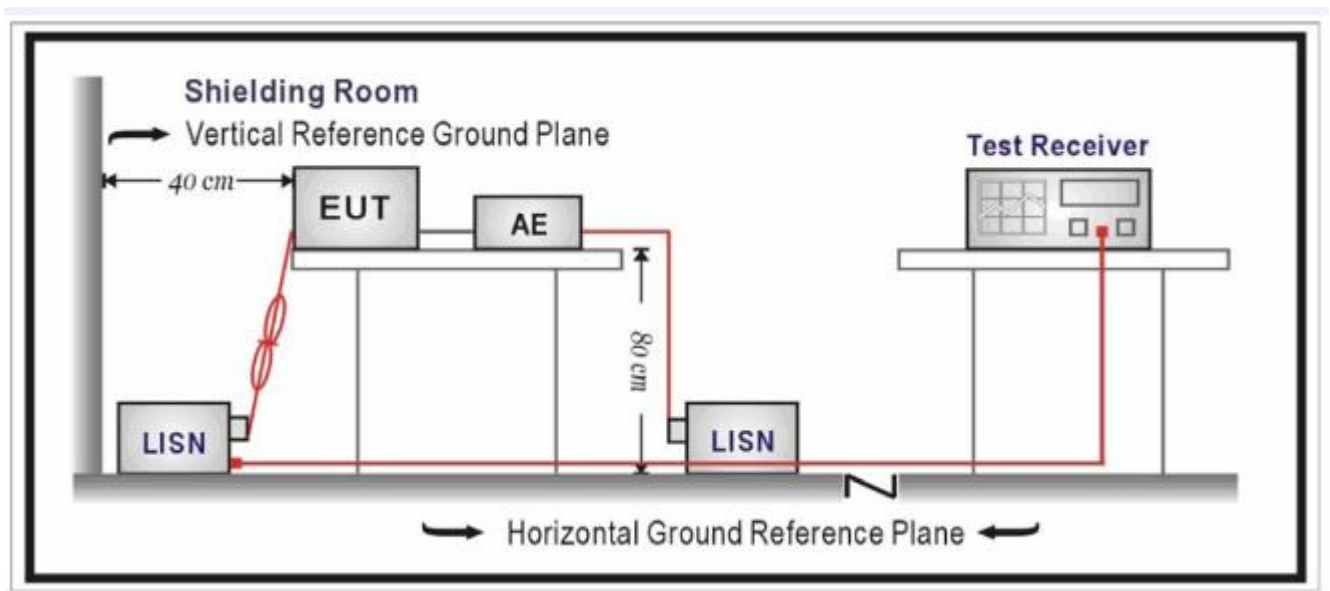 Shielding Room
Vertical Reference Ground Plane
Test Receiver
40 cm
EUT
AE
80 cm
LISN
LISN
Horizontal Ground Reference Plane